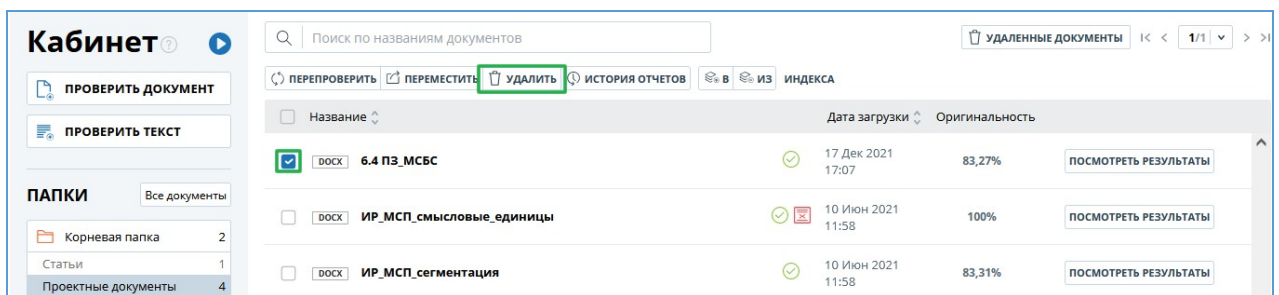 Кабинет
Поиск по названиям документов
УДАЛЕННЫЕ ДОКУМЕНТЫ
1/1
ПЕРЕПРОВЕРИТЬ ПЕРЕМЕСТИТЬ УДАЛИТЬ ИСТОРИЯ ОТЧЕТОВ В ИЗ ИНДЕКСА
ПРОВЕРИТЬ ДОКУМЕНТ
ПРОВЕРИТЬ ТЕКСТ
ПАПКИ Все документы
Корневая папка 2
Статьи 1
Проектные документы 4
Название Дата загрузки Оригинальность
DOCX 6.4 ПЗ_МСБС 17 Дек 2021 83,27% ПОСМОТРЕТЬ РЕЗУЛЬТАТЫ
17:07
DOCX ИР_МСП_смысловые_единицы 10 Июн 2021 100% ПОСМОТРЕТЬ РЕЗУЛЬТАТЫ
11:58
DOCX ИР_МСП_сегментация 10 Июн 2021 83,31% ПОСМОТРЕТЬ РЕЗУЛЬТАТЫ
11:58